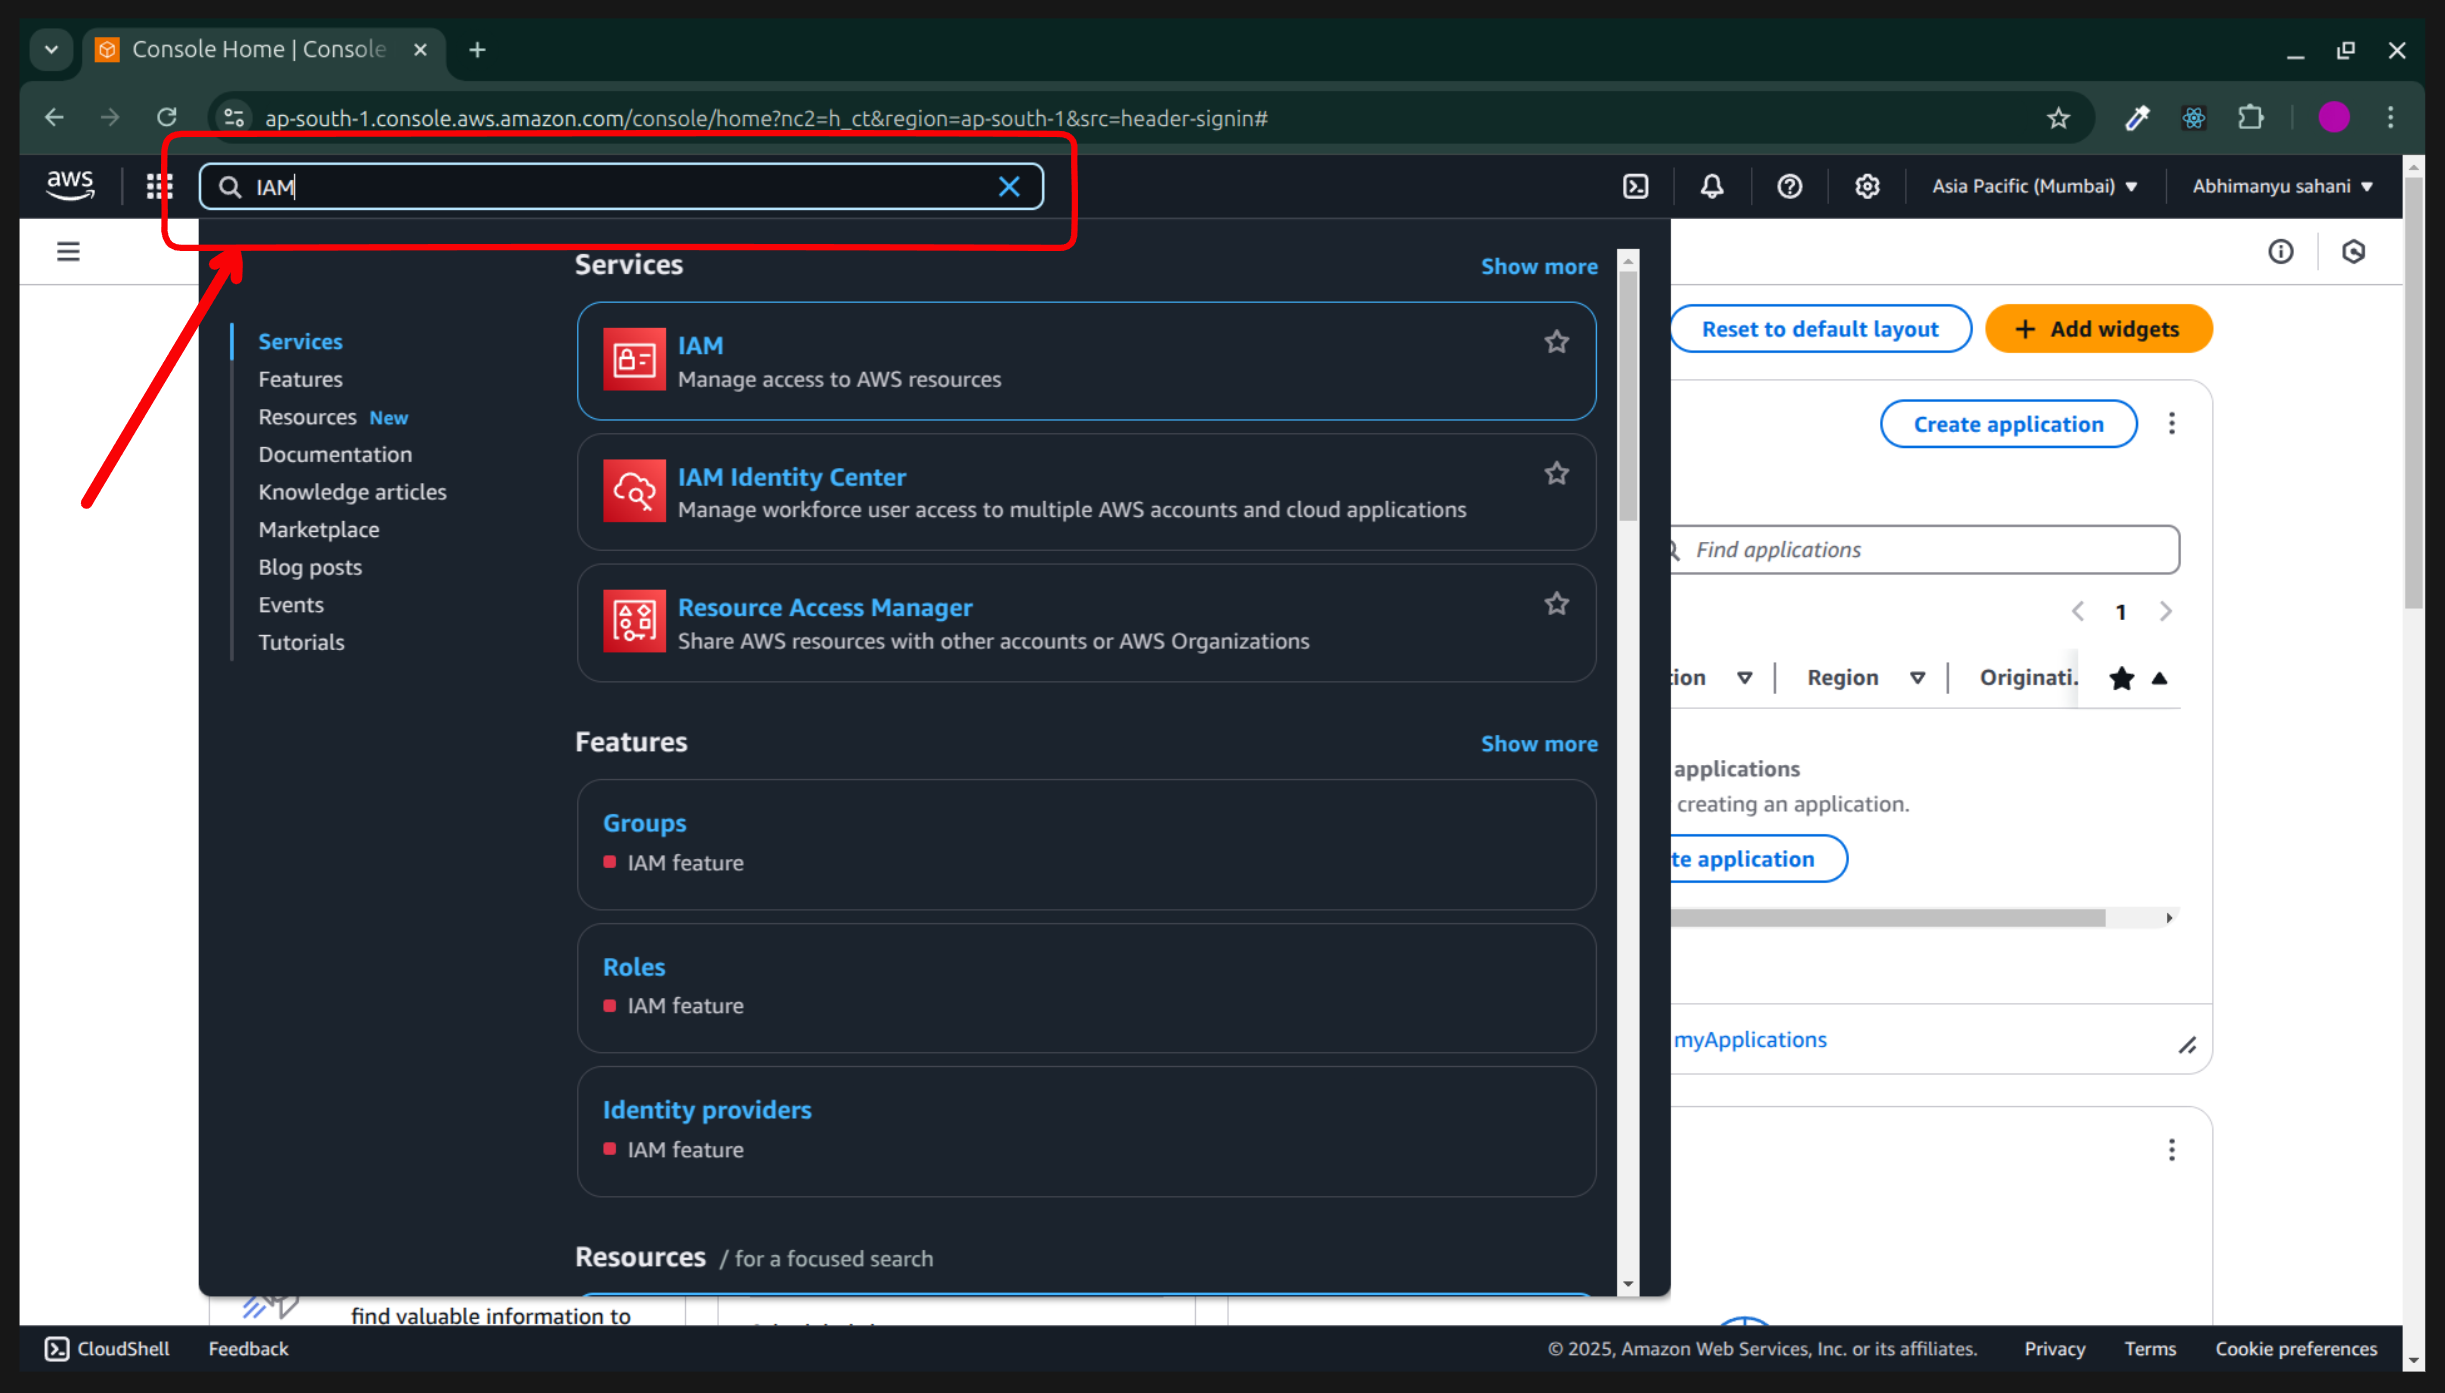 Console Home | Console
ap-south-1.console.aws.amazon.com/console/home?nc2=h_ct&region=ap-south-1&src=header-signin#
aws
IAM
Asia Pacific (Mumbai)
Abhimanyu sahani
Services
Features
Resources New
Documentation
Knowledge articles
Marketplace
Blog posts
Events
Tutorials
Services
Show more
IAM
Manage access to AWS resources
IAM Identity Center
Manage workforce user access to multiple AWS accounts and cloud applications
Resource Access Manager
Share AWS resources with other accounts or AWS Organizations
Features
Show more
Groups
IAM feature
Roles
IAM feature
Identity providers
IAM feature
Resources / for a focused search
Reset to default layout
+ Add widgets
Create application
Find applications
1
tion
Region
Originati.
applications
creating an application.
te application
myApplications
find valuable information to
CloudShell
Feedback
© 2025, Amazon Web Services, Inc. or its affiliates.
Privacy
Terms
Cookie preferences